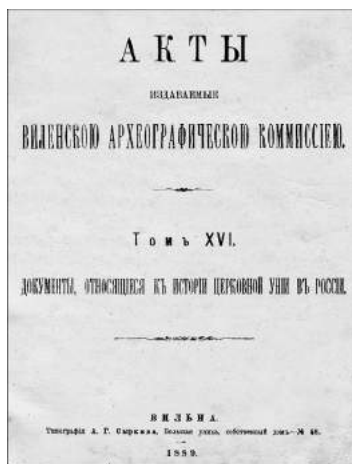 АКТЫ
ИЗДАВАЕМЫЕ
ВИЛЕНСКОЮ АРХЕОГРАФИЧЕСКОЮ КОММИССІЕЮ.
Томъ XVI.
ДОКУМЕНТЫ, ОТНОСЯЩІЕСЯ КЪ ИСТОРІИ ЦЕРКОВНОЙ УНІИ ВЪ РОССІИ.
ВИЛЬНА.
Типографія А. Г. Сыркина, Большая улица, собственный домъ—№ 88.
1889.